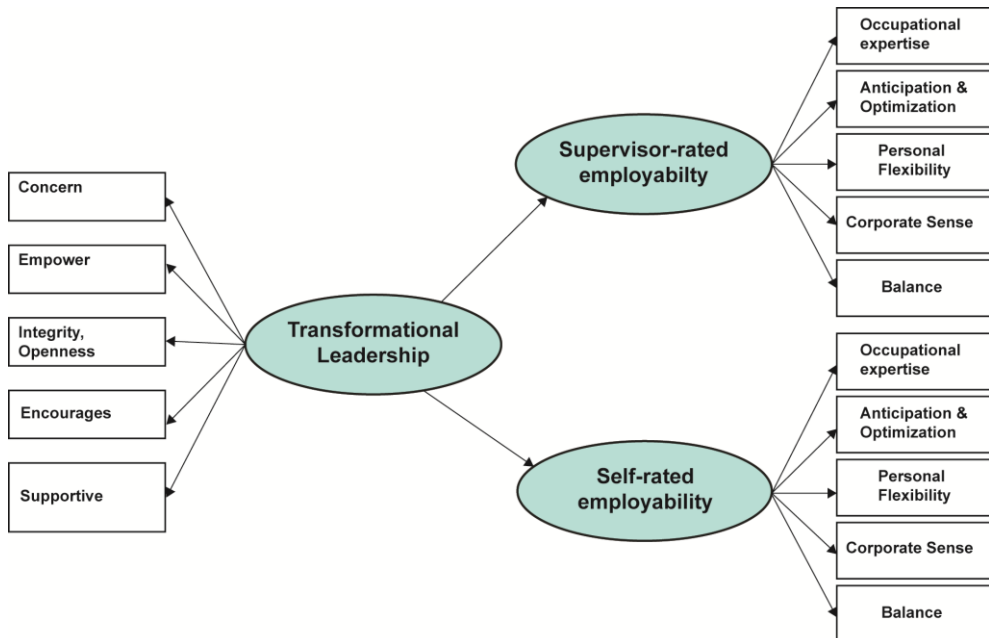 Concern
Empower
Integrity,
Openness
Encourages
Supportive
Transformational
Leadership
Supervisor-rated
employabilty
Occupational
expertise
Anticipation &
Optimization
Personal
Flexibility
Corporate Sense
Balance
Self-rated
employability
Occupational
expertise
Anticipation &
Optimization
Personal
Flexibility
Corporate Sense
Balance